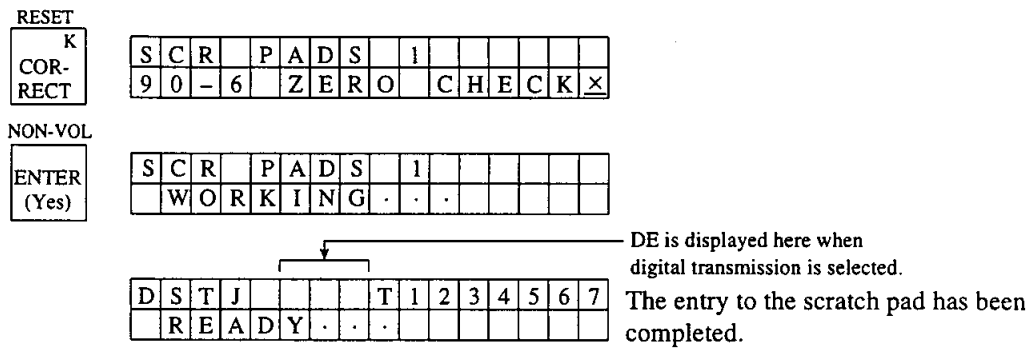 RESET
K
COR-
RECT
SCR PADS 1
90-6 ZERO CHECKX
NON-VOL
ENTER
(Yes)
SCR PADS 1
WORKING...
DE is displayed here when
digital transmission is selected.
DSTJ T1234567
READY...
The entry to the scratch pad has been
completed.